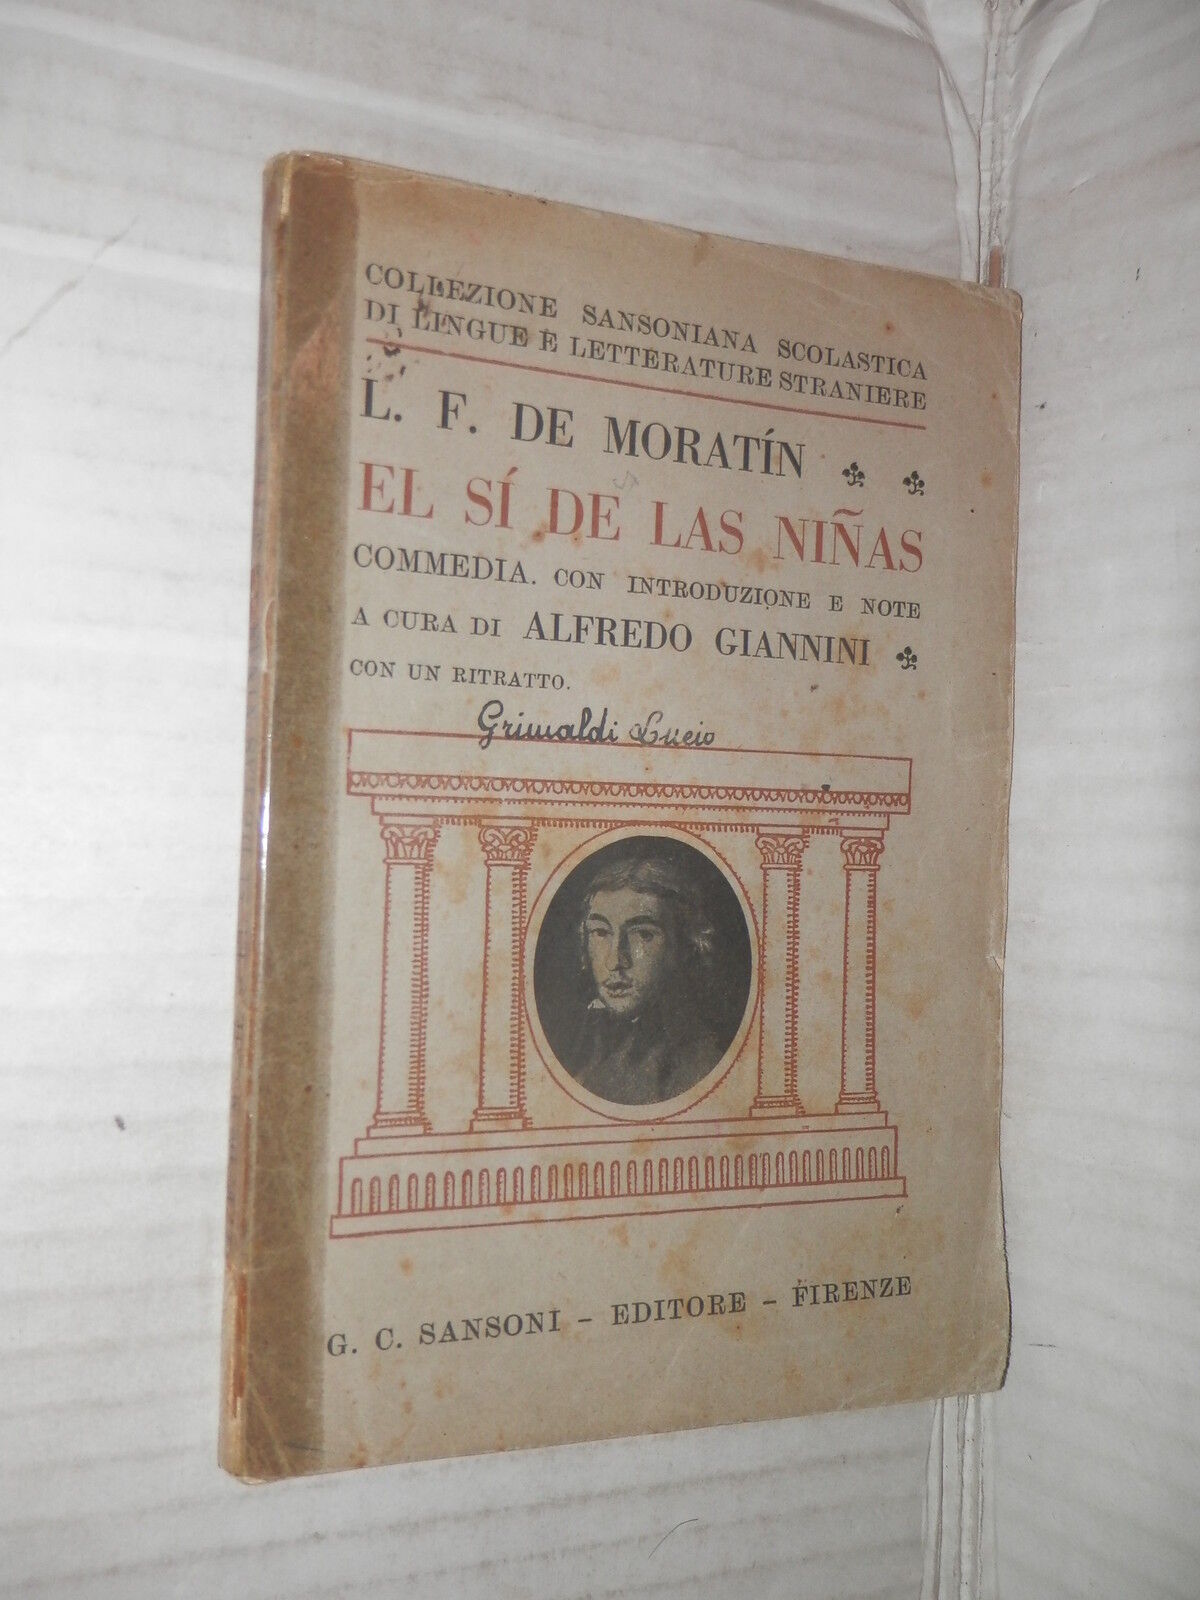 COLLEZIONE SANSONIANA SCOLASTICA
DI LINGUE E LETTERATURE STRANIERE
L. F. DE MORATÍN
EL SÍ DE LAS NIÑAS
COMMEDIA. CON INTRODUZIONE E NOTE
A CURA DI ALFREDO GIANNINI
CON UN RITRATTO.
Grimaldi Lucio
G. C. SANSONI – EDITORE – FIRENZE